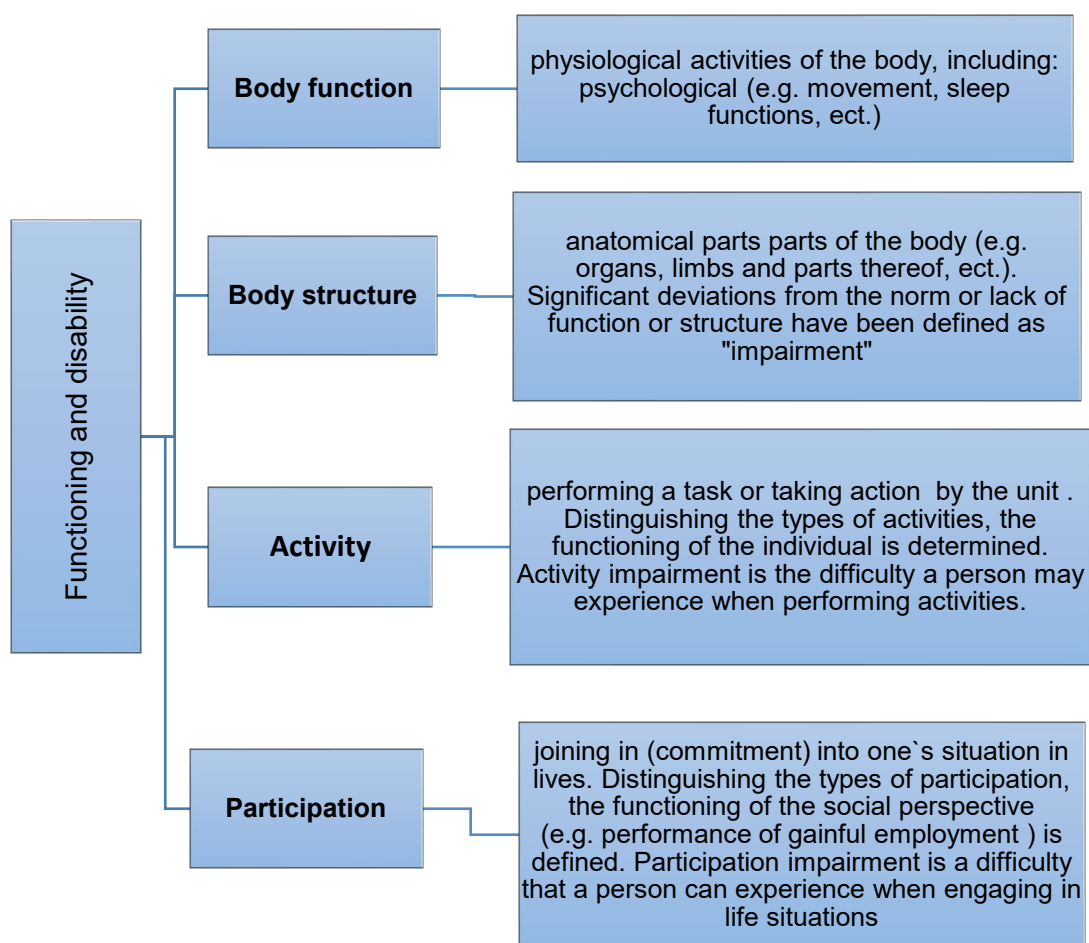 Functioning and disability
Body function
physiological activities of the body, including:
psychological (e.g. movement, sleep
functions, ect.)
Body structure
anatomical parts parts of the body (e.g.
organs, limbs and parts thereof, ect.).
Significant deviations from the norm or lack of
function or structure have been defined as
"impairment"
Activity
performing a task or taking action  by the unit .
Distinguishing the types of activities, the
functioning of the individual is determined.
Activity impairment is the difficulty a person may
experience when performing activities.
Participation
joining in (commitment) into one`s situation in
lives. Distinguishing the types of participation,
the functioning of the social perspective
(e.g. performance of gainful employment ) is
defined. Participation impairment is a difficulty
that a person can experience when engaging in
life situations